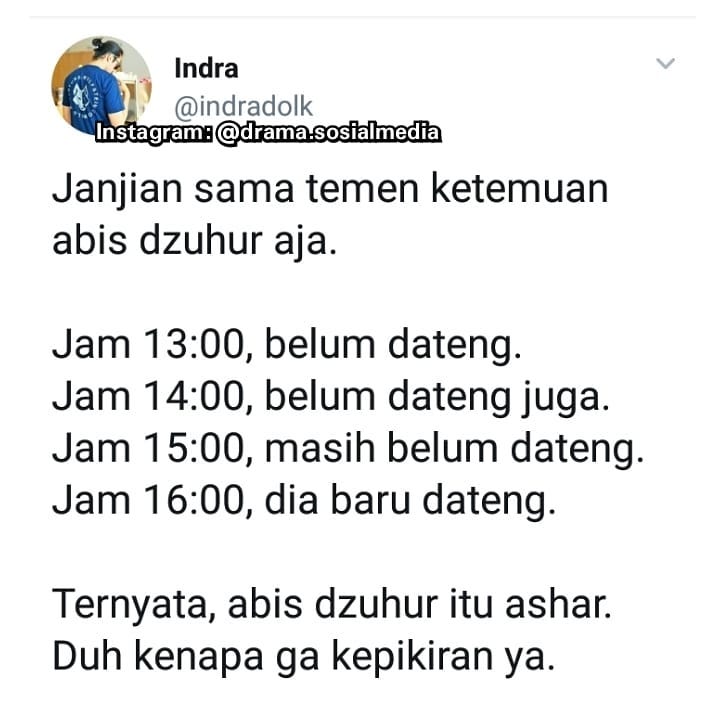 Indra
@indradolk
Instagram: @drama.sosialmedia
Janjian sama temen ketemuan
abis dzuhur aja.
Jam 13:00, belum dateng.
Jam 14:00, belum dateng juga.
Jam 15:00, masih belum dateng.
Jam 16:00, dia baru dateng.
Ternyata, abis dzuhur itu ashar.
Duh kenapa ga kepikiran ya.